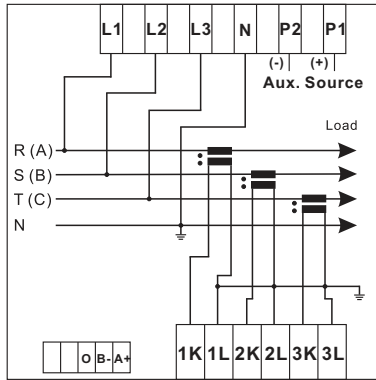 L1 L2 L3 N P2 P1
(-) (+)
Aux. Source
Load
R (A)
S (B)
T (C)
N
1K 1L 2K 2L 3K 3L
O B- A+